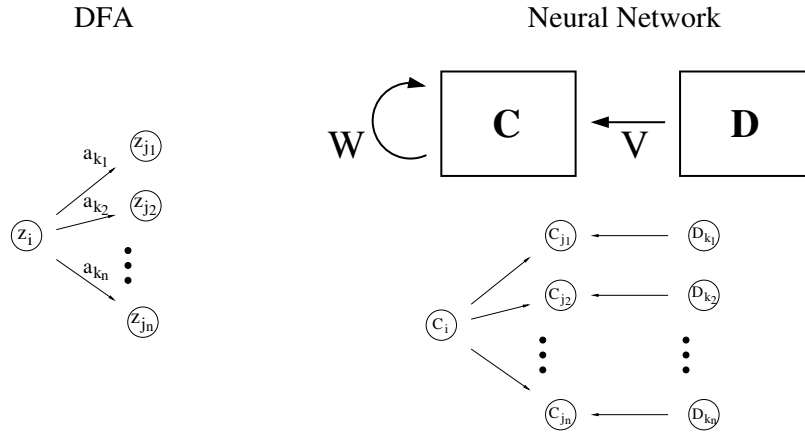 DFA
z_i
a_{k_1}
a_{k_2}
a_{k_n}
z_{j_1}
z_{j_2}
z_{j_n}
Neural Network
W
C
V
D
C_i
C_{j_1}
D_{k_1}
C_{j_2}
D_{k_2}
C_{j_n}
D_{k_n}